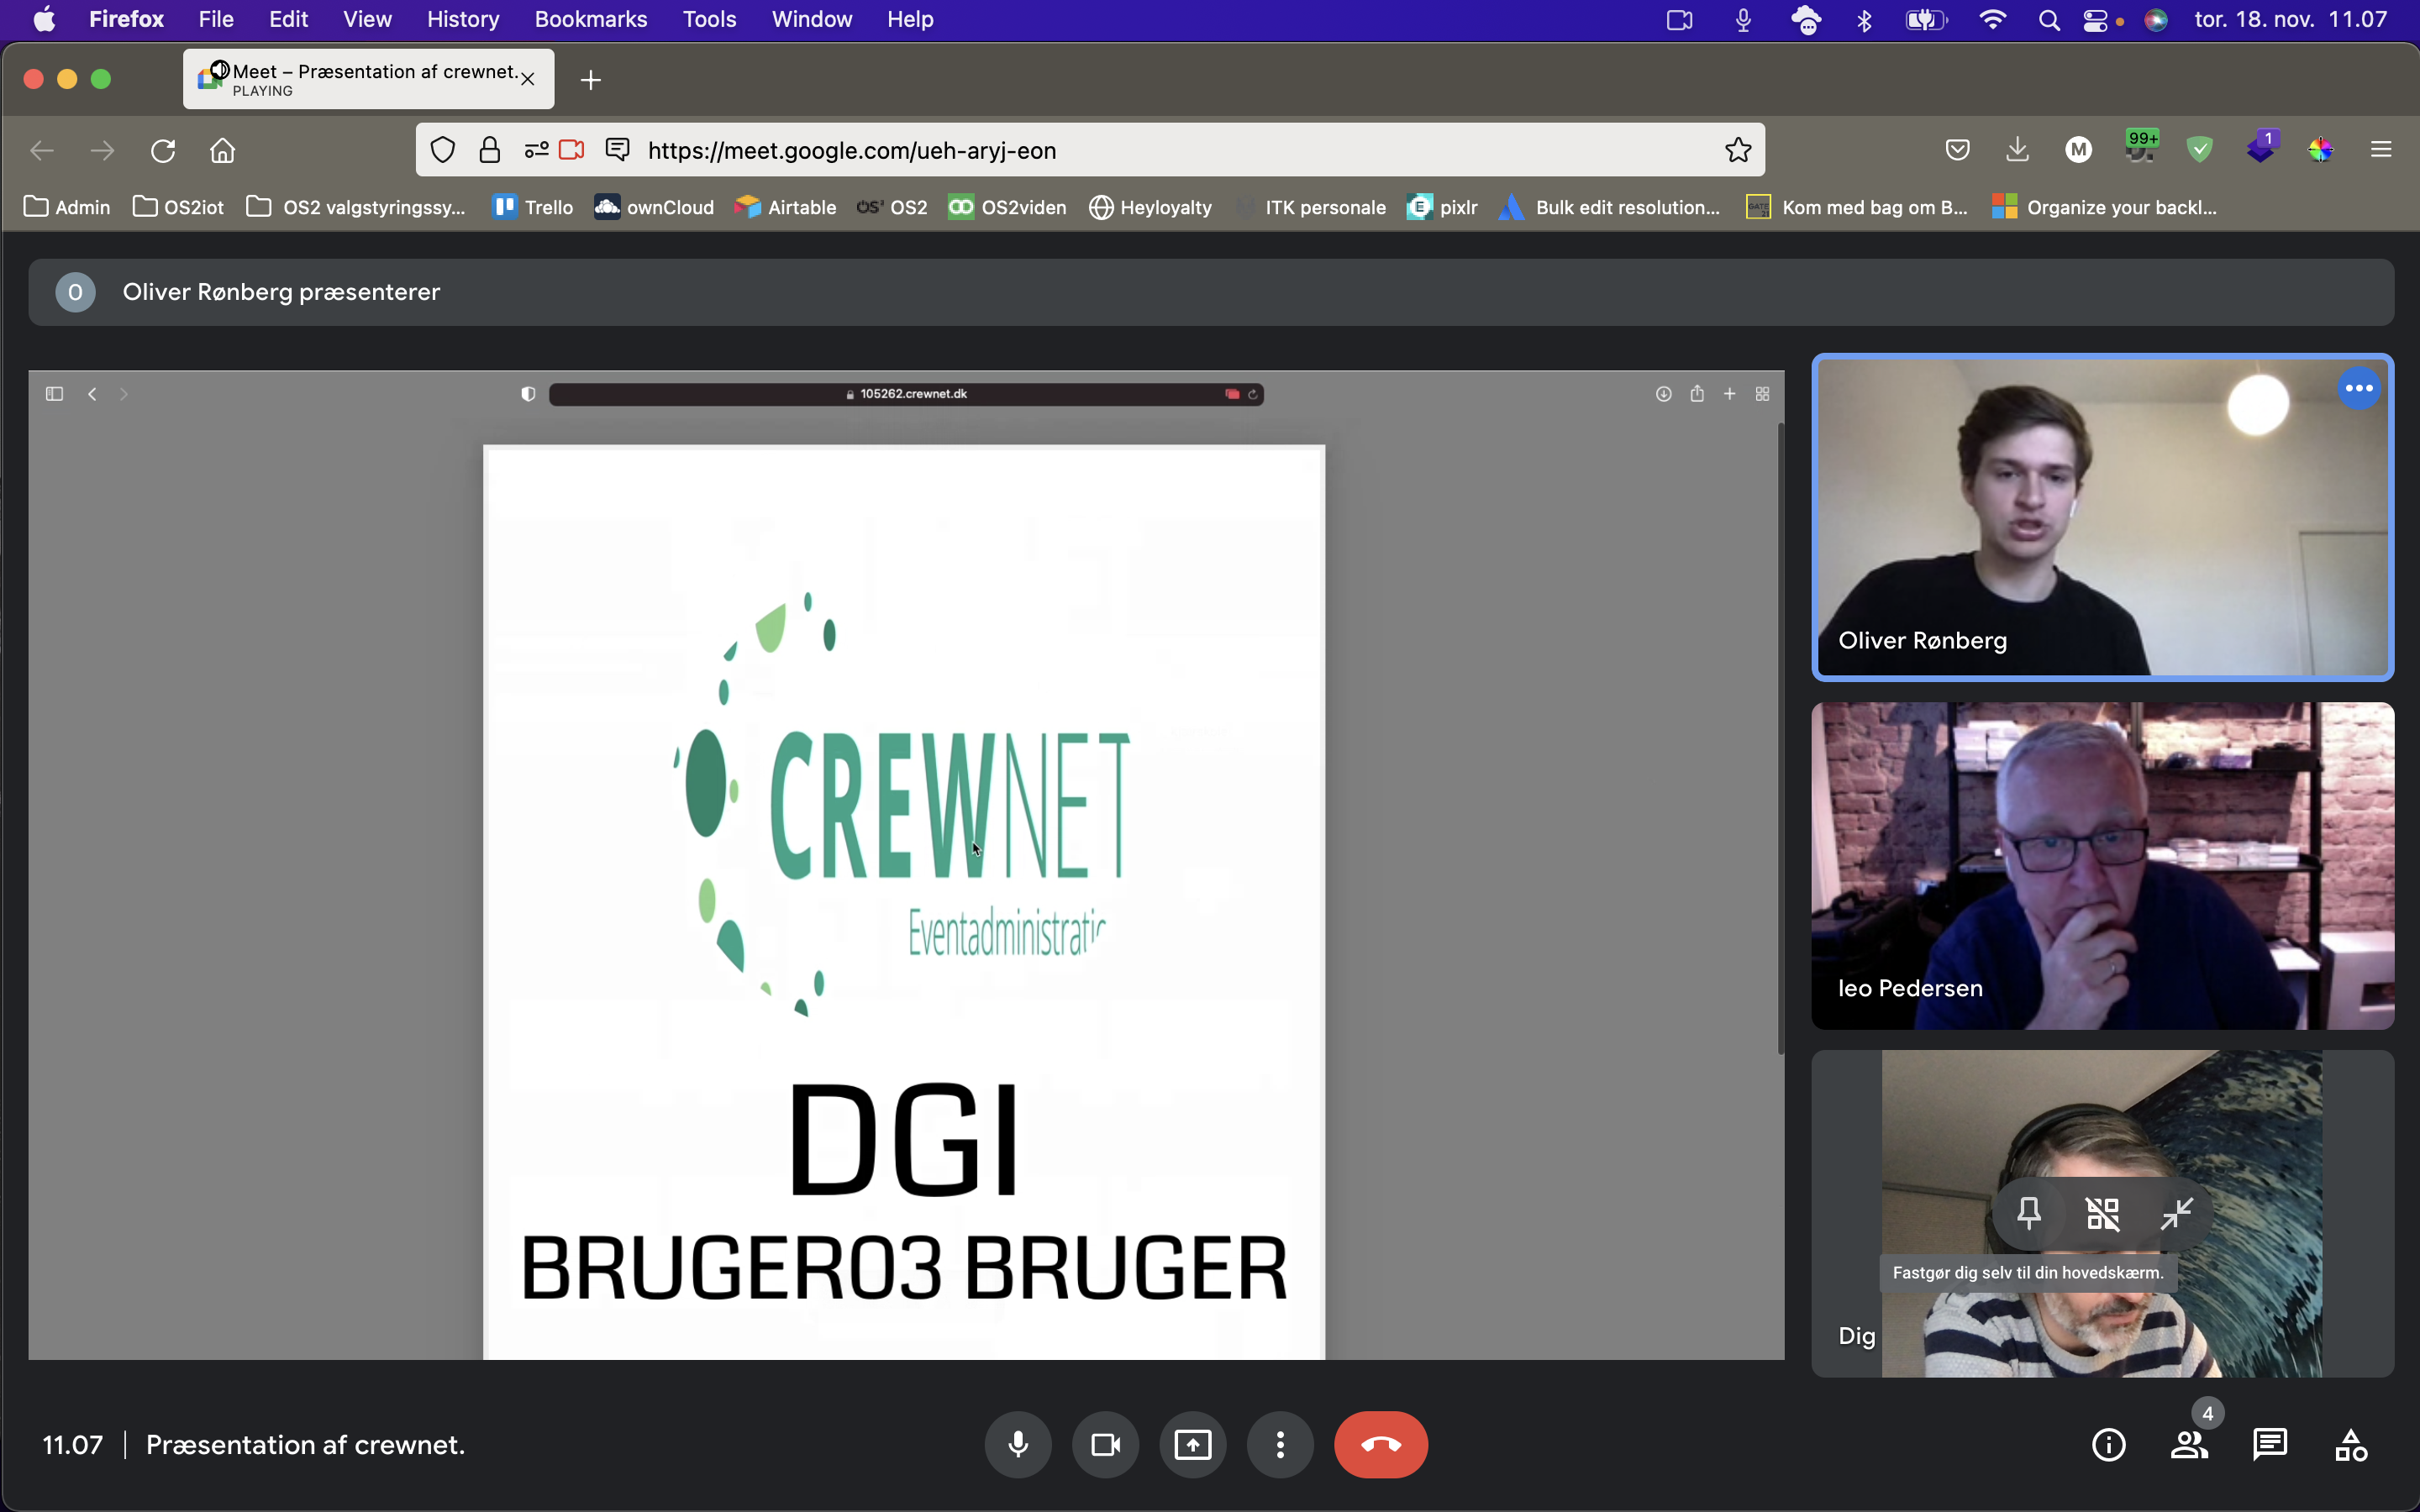 Firefox File Edit View History Bookmarks Tools Window Help
tor. 18. nov. 11.07
Meet – Præsentation af crewnet.
PLAYING
https://meet.google.com/ueh-aryj-eon
M
99+
1
Admin OS2iot OS2 valgstyringssy... Trello ownCloud Airtable OS² OS2 OS2viden Heyloyalty ITK personale E pixlr Bulk edit resolution... Kom med bag om B... Organize your backl...
O Oliver Rønberg præsenterer
105262.crewnet.dk
CREWNET
Eventadministratio
DGI
BRUGER03 BRUGER
Oliver Rønberg
leo Pedersen
Fastgør dig selv til din hovedskærm.
Dig
11.07 | Præsentation af crewnet.
4